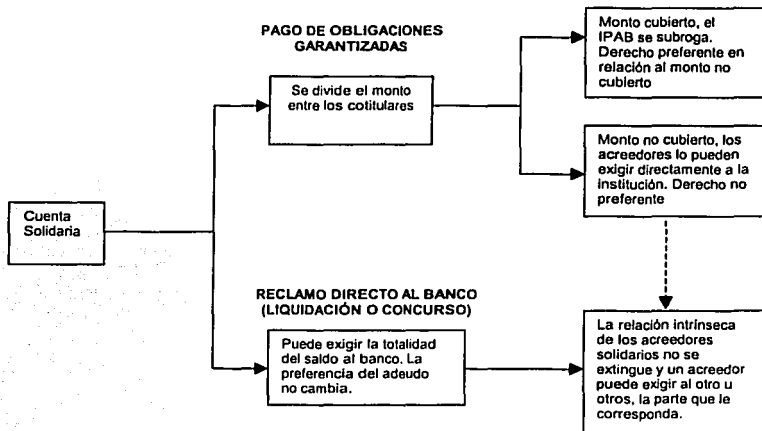 PAGO DE OBLIGACIONES
GARANTIZADAS
Monto cubierto, el
IPAB se subroga.
Derecho preferente en
relación al monto no
cubierto
Se divide el monto
entre los cotitulares
Monto no cubierto, los
acreedores lo pueden
exigir directamente a la
institución. Derecho no
preferente
Cuenta
Solidaria
RECLAMO DIRECTO AL BANCO
(LIQUIDACIÓN O CONCURSO)
Puede exigir la totalidad
del saldo al banco. La
preferencia del adeudo
no cambia.
La relación intrínseca
de los acreedores
solidarios no se
extingue y un acreedor
puede exigir al otro u
otros, la parte que le
corresponda.